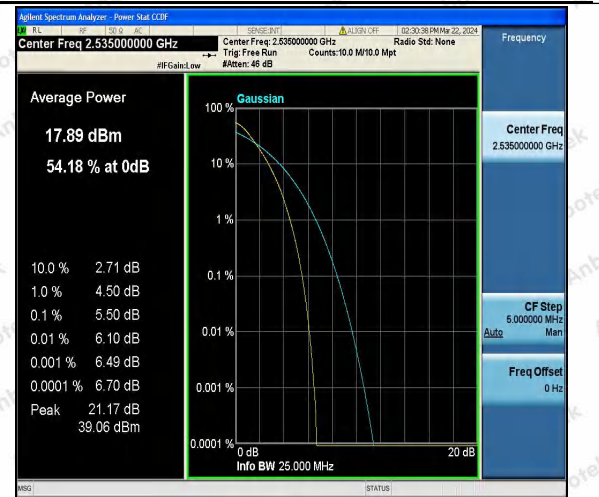 Agilent Spectrum Analyzer - Power Stat CCDF
RL RF 50 Ω AC SENSE:INT ALIGN OFF 02:30:38 PM Mar 22, 2024
Center Freq 2.535000000 GHz
Center Freq: 2.535000000 GHz Radio Std: None
Trig: Free Run Counts:10.0 M/10.0 Mpt
#IFGain:Low #Atten: 46 dB
Frequency
Average Power
17.89 dBm
54.18 % at 0dB
10.0 % 2.71 dB
1.0 % 4.50 dB
0.1 % 5.50 dB
0.01 % 6.10 dB
0.001 % 6.49 dB
0.0001 % 6.70 dB
Peak 21.17 dB
39.06 dBm
Gaussian
100 %
10 %
1 %
0.1 %
0.01 %
0.001 %
0.0001 %
0 dB 20 dB
Info BW 25.000 MHz
Center Freq
2.535000000 GHz
CF Step
5.000000 MHz
Auto Man
Freq Offset
0 Hz
MSG STATUS